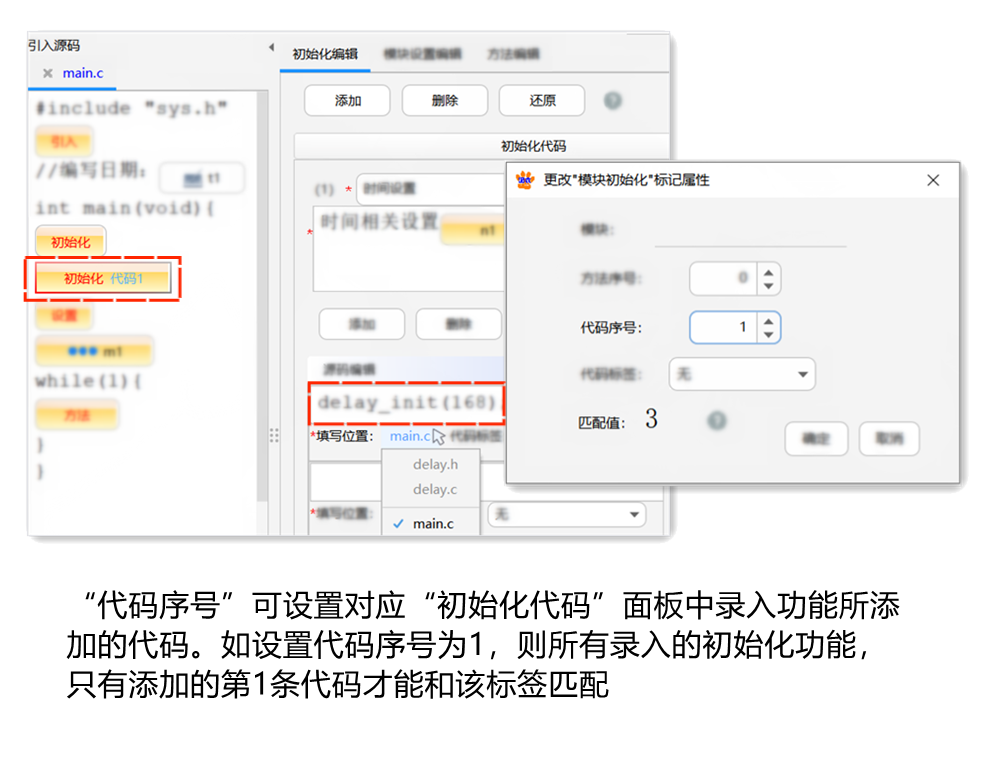 引入源码
main.c
#include "sys.h"
引入
//编写日期：
t1
int main(void){
初始化
初始化 代码1
设置
m1
while(1){
方法
}
}
初始化编辑 模块设置编辑 方法编辑
添加 删除 还原 ?
初始化代码
(1) * 时间设置
* 时间相关设置 n1
添加 删除
源码编辑
delay_init(168)
*填写位置： main.c 代码标签
delay.h
delay.c
main.c
*填写位置： 无
更改"模块初始化"标记属性
模块：
方法序号： 0
代码序号： 1
代码标签： 无
匹配值： 3 ?
确定 取消
“代码序号”可设置对应“初始化代码”面板中录入功能所添
加的代码。如设置代码序号为1，则所有录入的初始化功能，
只有添加的第1条代码才能和该标签匹配